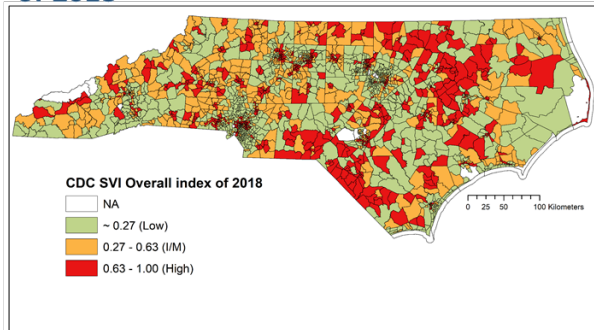 CDC SVI Overall index of 2018
NA
~ 0.27 (Low)
0.27 - 0.63 (I/M)
0.63 - 1.00 (High)
0 25 50 100 Kilometers